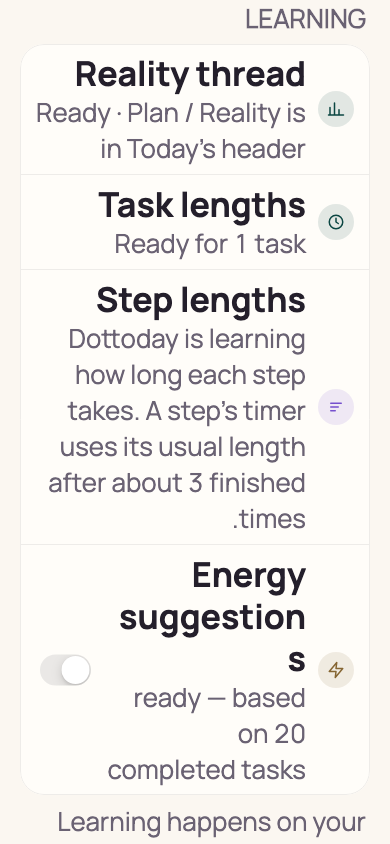 LEARNING
Reality thread
Ready · Plan / Reality is
in Today's header
Task lengths
Ready for 1 task
Step lengths
Dottoday is learning
how long each step
takes. A step's timer
uses its usual length
after about 3 finished
.times
Energy
suggestion
s
ready — based
on 20
completed tasks
Learning happens on your